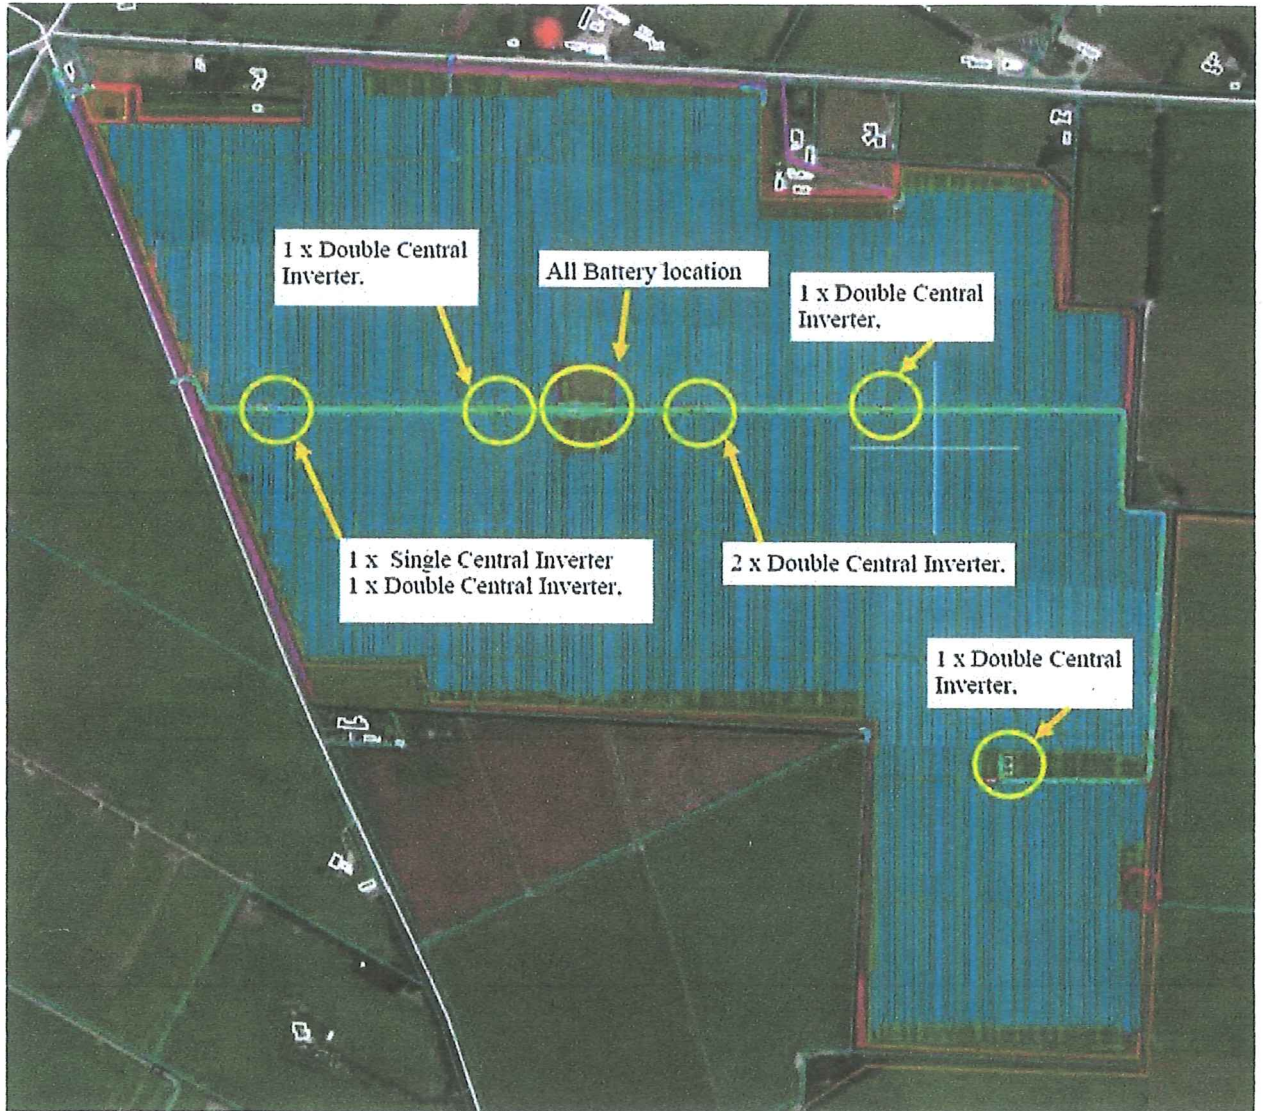 1 x Double Central
Inverter.
All Battery location
1 x Double Central
Inverter.
1 x Single Central Inverter
1 x Double Central Inverter.
2 x Double Central Inverter.
1 x Double Central
Inverter.